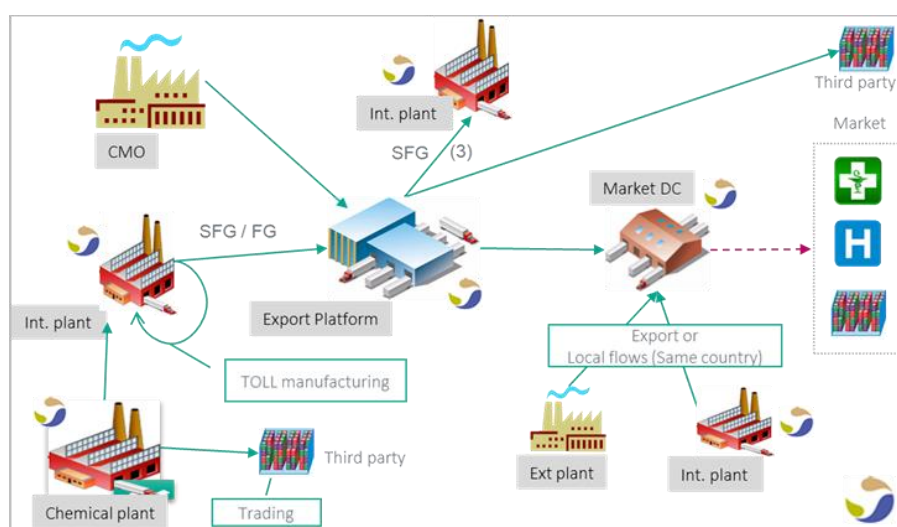 Third party
Int. plant
CMO
SFG (3)
Market
Market DC
SFG / FG
Int. plant
Export Platform
Export or
Local flows (Same country)
TOLL manufacturing
H
Third party
Ext plant
Int. plant
Chemical plant
Trading